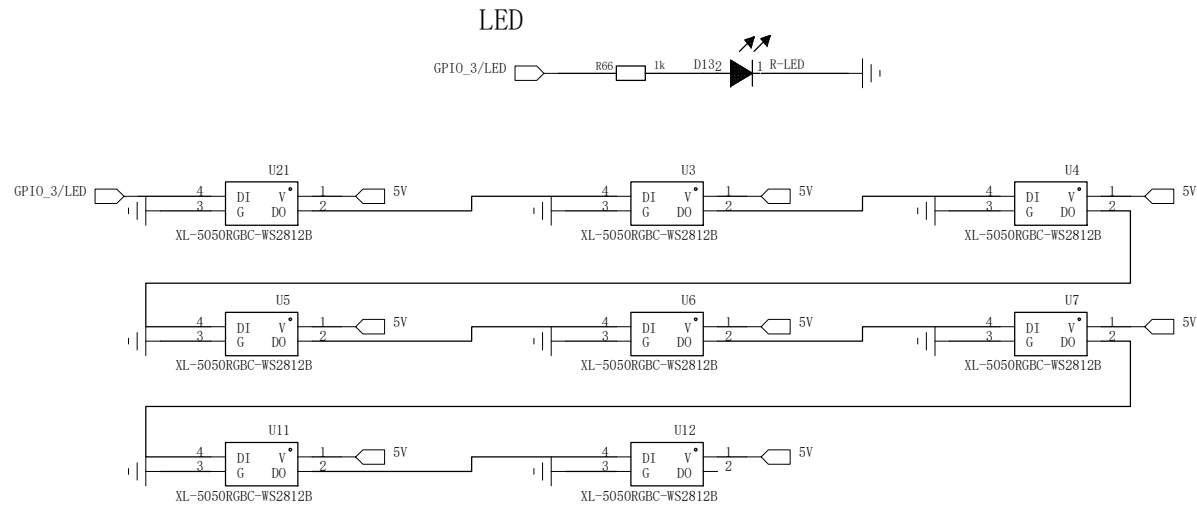 LED
GPIO_3/LED R66 1k D13 2 1 R-LED
U21 U3 U4
GPIO_3/LED 4 DI V 1 5V 4 DI V 1 5V 4 DI V 1 5V
3 G DO 2 3 G DO 2 3 G DO 2
XL-5050RGBC-WS2812B XL-5050RGBC-WS2812B XL-5050RGBC-WS2812B
U5 U6 U7
4 DI V 1 5V 4 DI V 1 5V 4 DI V 1 5V
3 G DO 2 3 G DO 2 3 G DO 2
XL-5050RGBC-WS2812B XL-5050RGBC-WS2812B XL-5050RGBC-WS2812B
U11 U12
4 DI V 1 5V 4 DI V 1 5V
3 G DO 2 3 G DO 2
XL-5050RGBC-WS2812B XL-5050RGBC-WS2812B